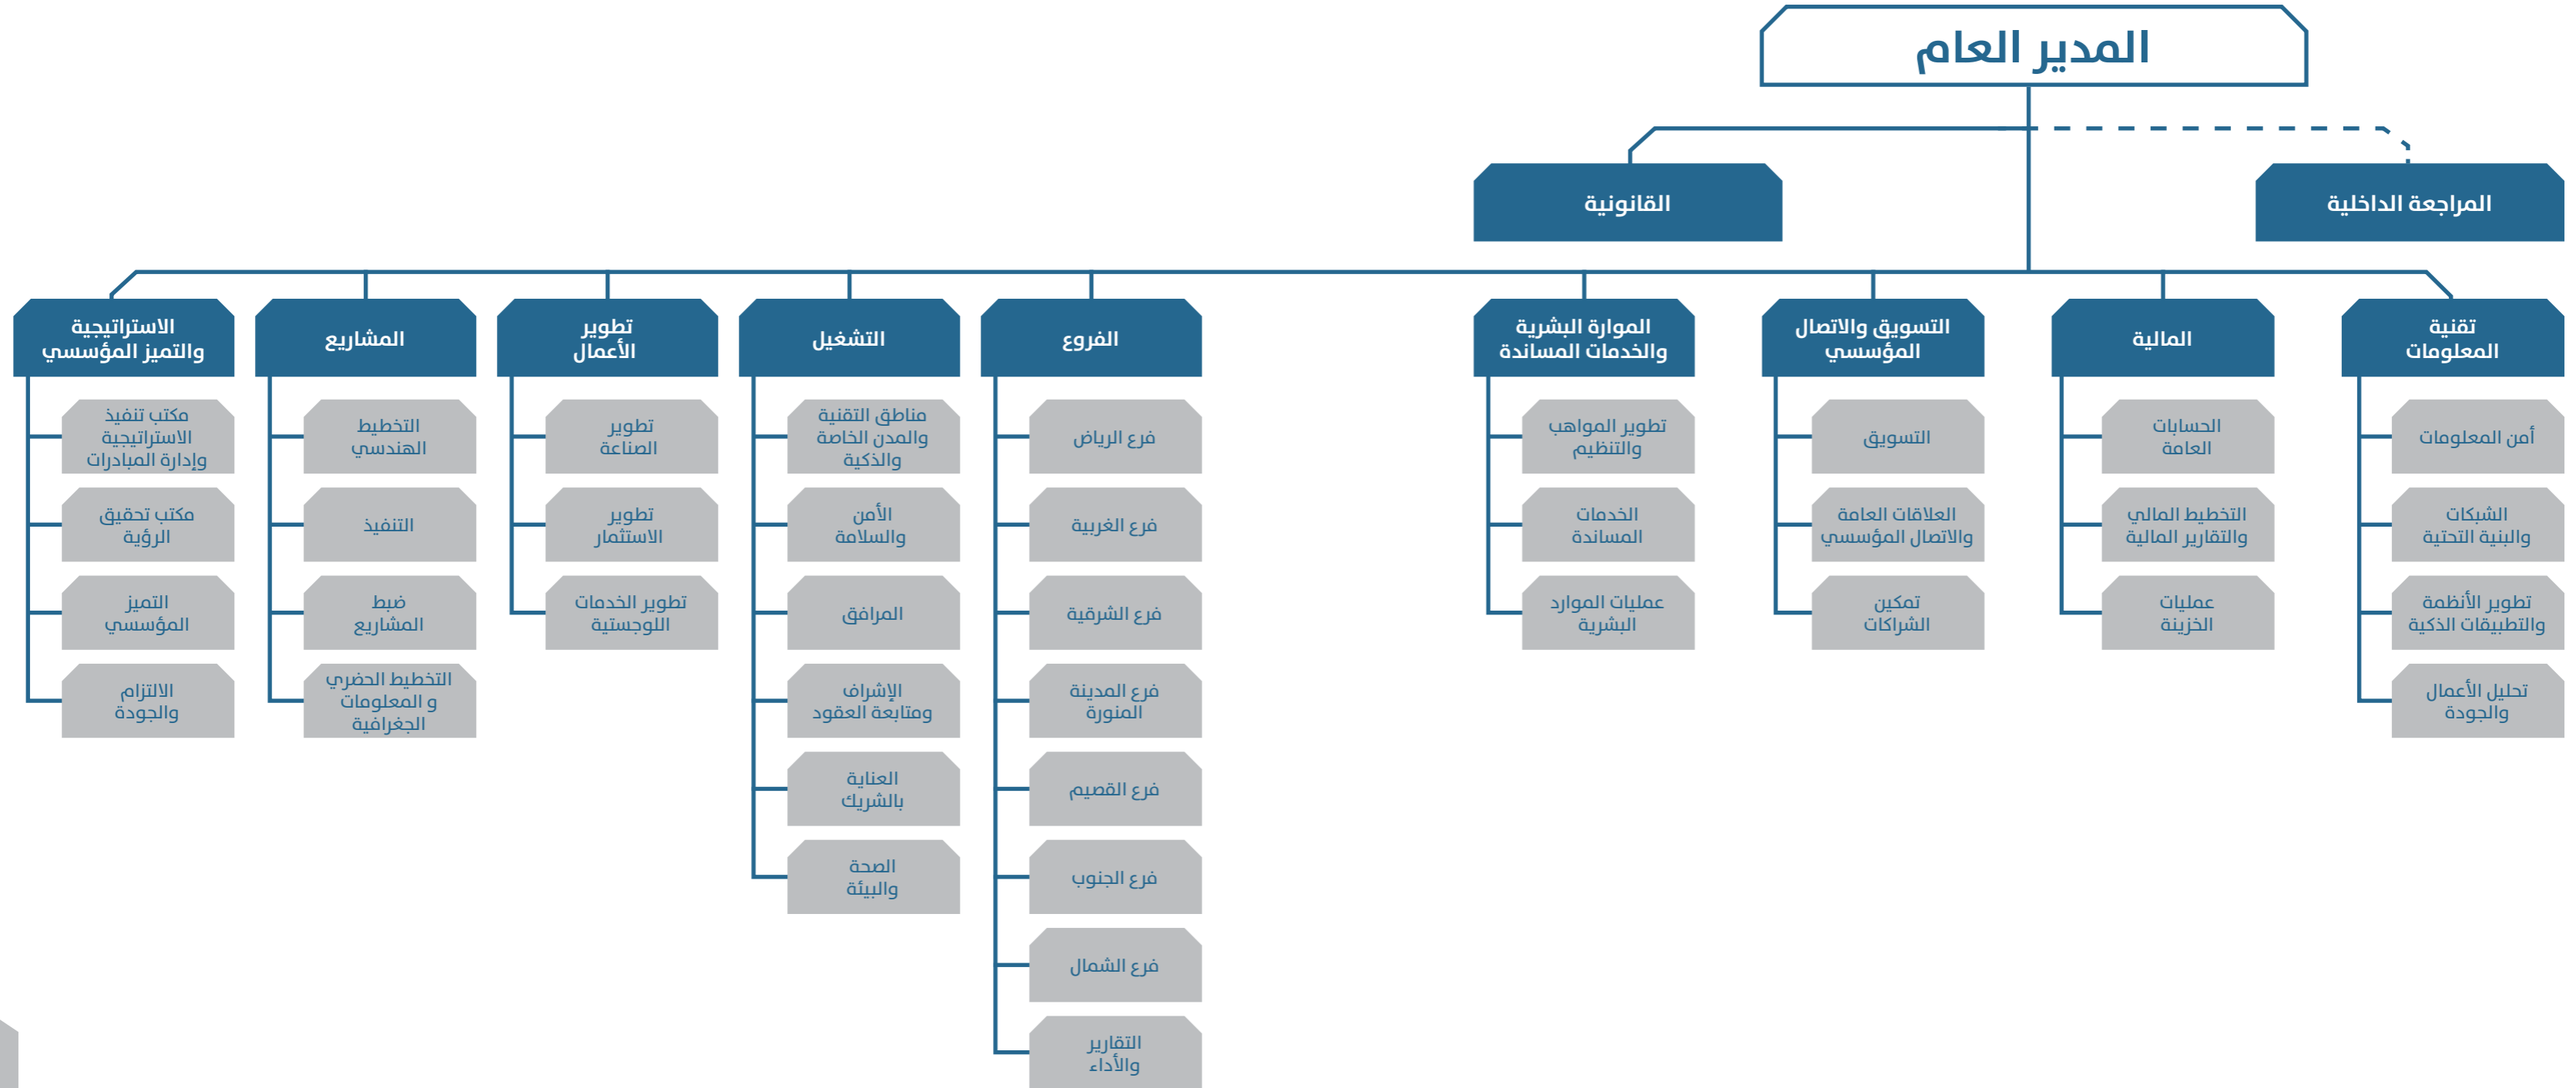 المدير العام
المراجعة الداخلية
القانونية
تقنية
المعلومات
أمن المعلومات
الشبكات
والبنية التحتية
تطوير الأنظمة
والتطبيقات الذكية
تحليل الأعمال
والجودة
المالية
الحسابات
العامة
التخطيط المالي
والتقارير المالية
عمليات
الخزينة
التسويق والاتصال
المؤسسي
التسويق
العلاقات العامة
والاتصال المؤسسي
تمكين
الشراكات
الموارة البشرية
والخدمات المساندة
تطوير المواهب
والتنظيم
الخدمات
المساندة
عمليات الموارد
البشرية
الفروع
فرع الرياض
فرع الغربية
فرع الشرقية
فرع المدينة
المنورة
فرع القصيم
فرع الجنوب
فرع الشمال
التقارير
والأداء
التشغيل
مناطق التقنية
والمدن الخاصة
والذكية
الأمن
والسلامة
المرافق
الإشراف
ومتابعة العقود
العناية
بالشريك
الصحة
والبيئة
تطوير
الأعمال
تطوير
الصناعة
تطوير
الاستثمار
تطوير الخدمات
اللوجستية
المشاريع
التخطيط
الهندسي
التنفيذ
ضبط
المشاريع
التخطيط الحضري
و المعلومات
الجغرافية
الاستراتيجية
والتميز المؤسسي
مكتب تنفيذ
الاستراتيجية
وإدارة المبادرات
مكتب تحقيق
الرؤية
التميز
المؤسسي
الالتزام
والجودة